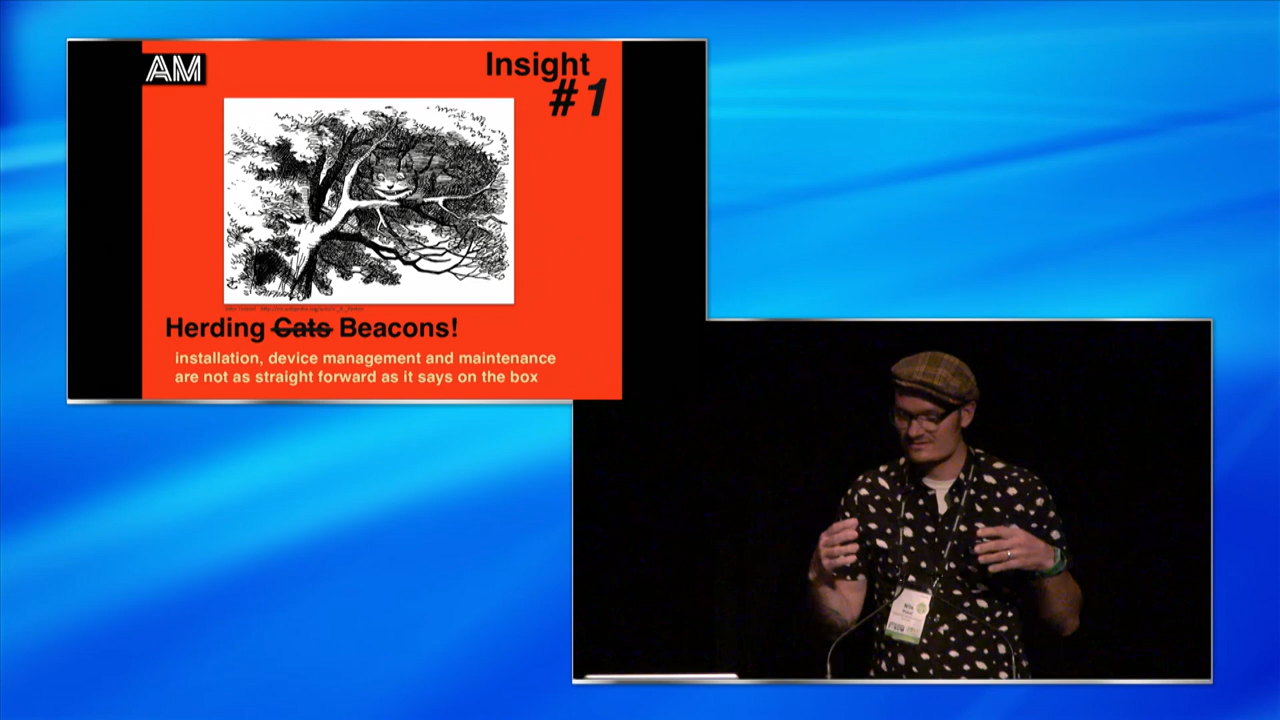 AM
Insight
#1
Herding Cats Beacons!
installation, device management and maintenance
are not as straight forward as it says on the box